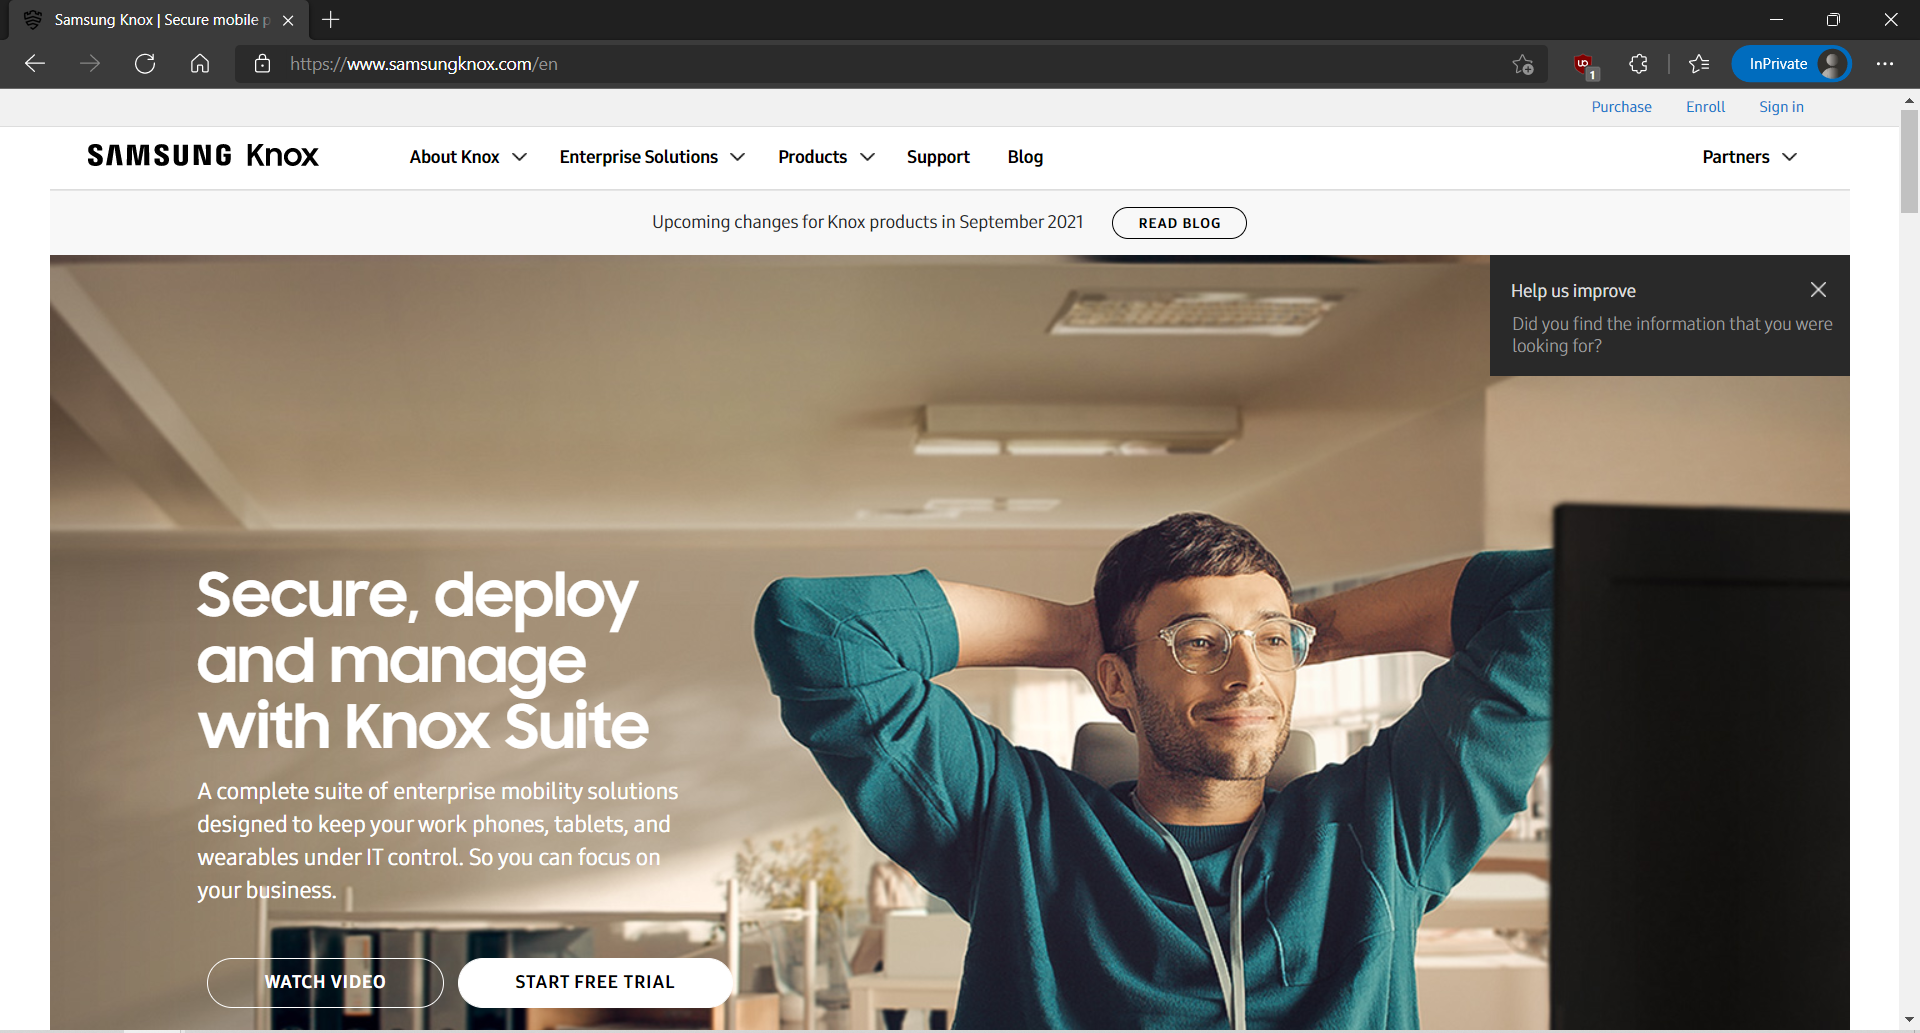 Samsung Knox | Secure mobile p
https://www.samsungknox.com/en
UO
1
InPrivate
Purchase Enroll Sign in
SAMSUNG Knox
About Knox Enterprise Solutions Products Support Blog Partners
Upcoming changes for Knox products in September 2021 READ BLOG
Help us improve
Did you find the information that you were
looking for?
Secure, deploy
and manage
with Knox Suite
A complete suite of enterprise mobility solutions
designed to keep your work phones, tablets, and
wearables under IT control. So you can focus on
your business.
WATCH VIDEO START FREE TRIAL